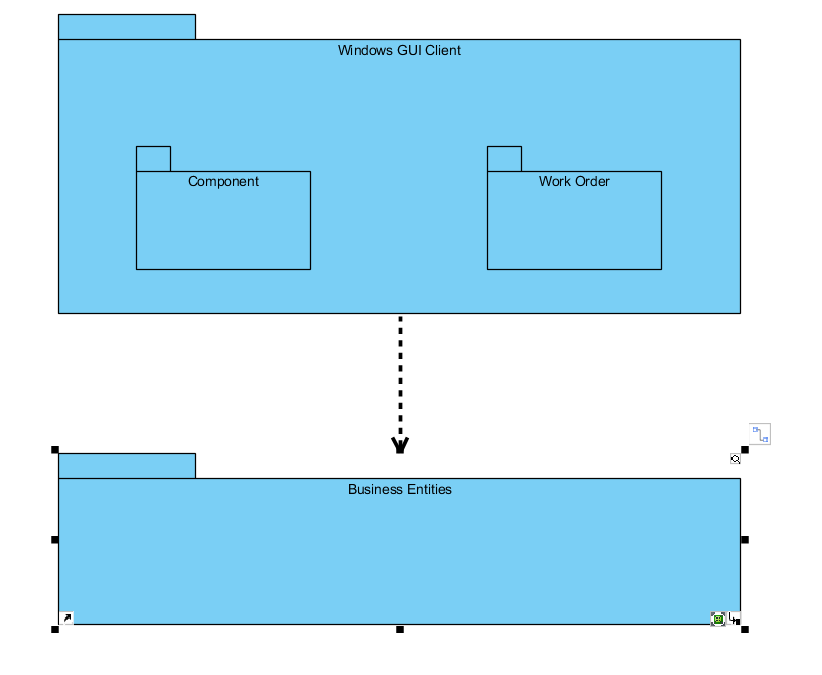 Windows GUI Client
Component
Work Order
Business Entities